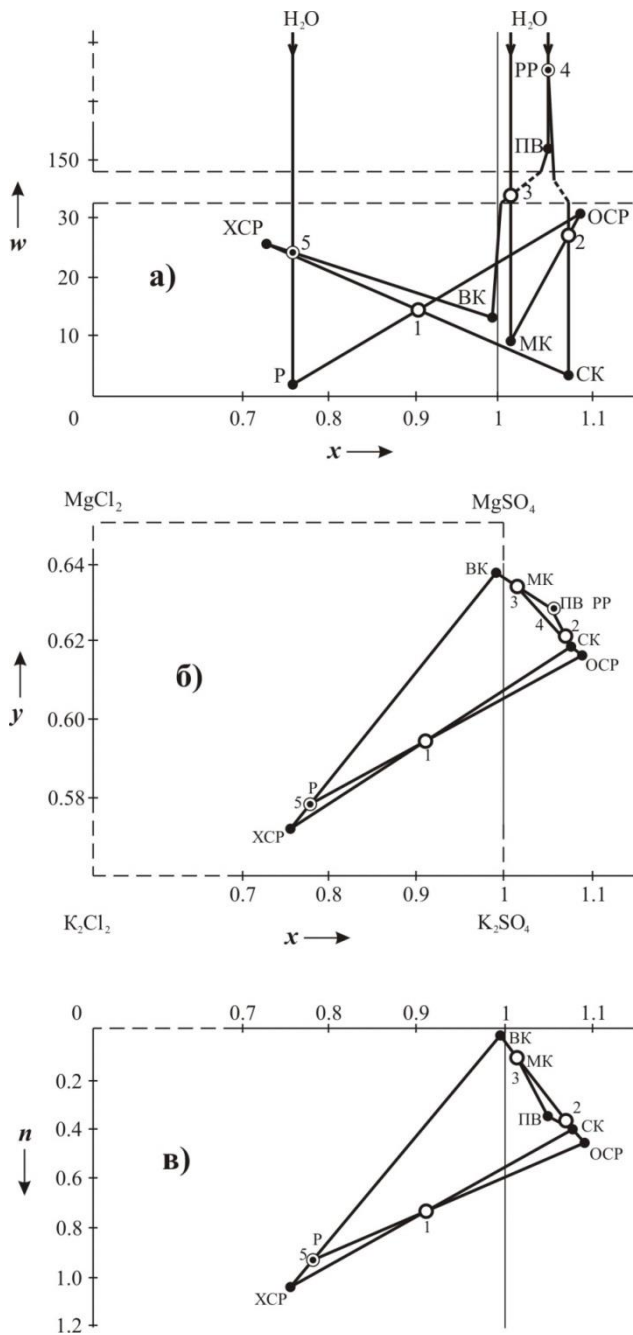 H₂O H₂O
РР 4
ПВ
150
3
30
ХСР ОСР
5 2
w
20
а)
ВК
10
1 МК
Р СК
0 0.7 0.8 0.9 1 1.1
x
MgCl₂ MgSO₄
0.64
ВК МК
3 ПВ РР
0.62
4 2
СК
ОСР
б)
y
0.60
1
0.58
5 Р
ХСР
0.7 0.8 0.9 1 1.1
K₂Cl₂ x K₂SO₄
0 0.7 0.8 0.9 1 1.1
ВК
0.2
МК
3
2
n
0.4
ПВ СК
ОСР
0.6
в)
0.8
1
Р
5
1.0
ХСР
1.2